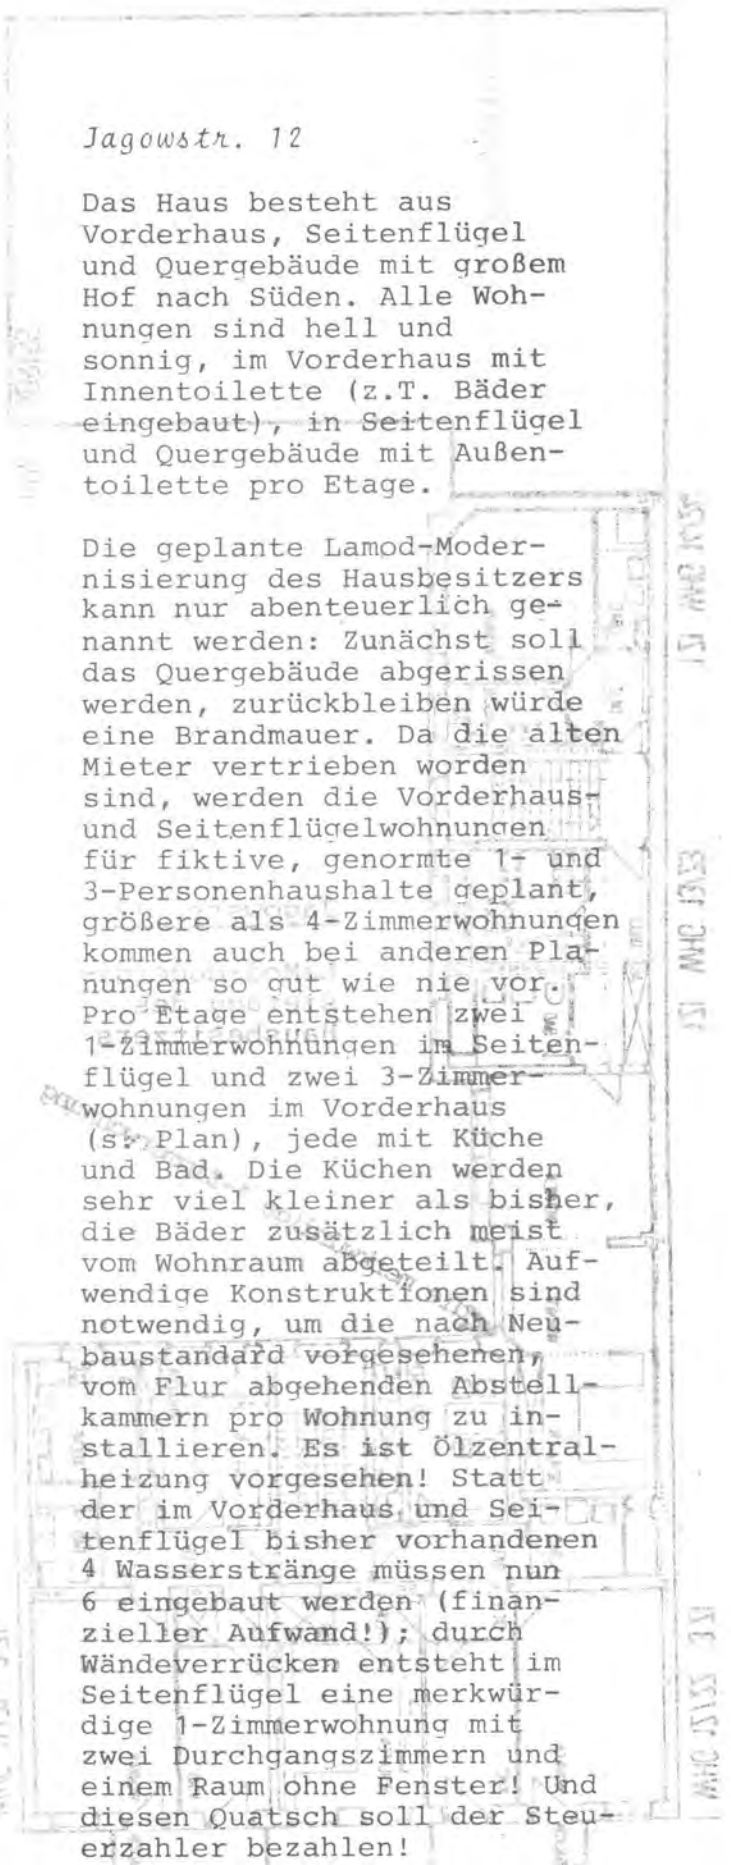 Jagowstr. 12
Das Haus besteht aus
Vorderhaus, Seitenflügel
und Quergebäude mit großem
Hof nach Süden. Alle Woh-
nungen sind hell und
sonnig, im Vorderhaus mit
Innentoilette (z.T. Bäder
eingebaut), in Seitenflügel
und Quergebäude mit Außen-
toilette pro Etage.
Die geplante Lamod-Moder-
nisierung des Hausbesitzers
kann nur abenteuerlich ge-
nannt werden: Zunächst soll
das Quergebäude abgerissen
werden, zurückbleiben würde
eine Brandmauer. Da die alten
Mieter vertrieben worden
sind, werden die Vorderhaus-
und Seitenflügelwohnungen
für fiktive, genormte 1- und
3-Personenhaushalte geplant,
größere als 4-Zimmerwohnungen
kommen auch bei anderen Pla-
nungen so gut wie nie vor.
Pro Etage entstehen zwei
1-Zimmerwohnungen im Seiten-
flügel und zwei 3-Zimmer-
wohnungen im Vorderhaus
(s. Plan), jede mit Küche
und Bad. Die Küchen werden
sehr viel kleiner als bisher,
die Bäder zusätzlich meist
vom Wohnraum abgeteilt. Auf-
wendige Konstruktionen sind
notwendig, um die nach Neu-
baustandard vorgesehenen,
vom Flur abgehenden Abstell-
kammern pro Wohnung zu in-
stallieren. Es ist Ölzentral-
heizung vorgesehen! Statt
der im Vorderhaus und Sei-
tenflügel bisher vorhandenen
4 Wasserstränge müssen nun
6 eingebaut werden (finan-
zieller Aufwand!); durch
Wändeverrücken entsteht im
Seitenflügel eine merkwür-
dige 1-Zimmerwohnung mit
zwei Durchgangszimmern und
einem Raum ohne Fenster! Und
diesen Quatsch soll der Steu-
erzahler bezahlen!